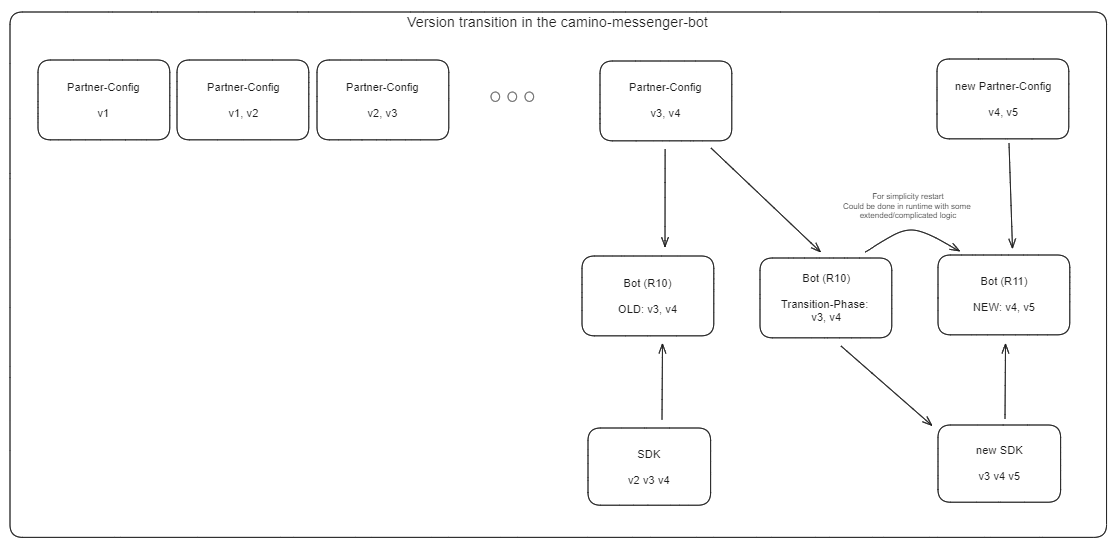 Version transition in the camino-messenger-bot
Partner-Config
v1
Partner-Config
v1, v2
Partner-Config
v2, v3
Partner-Config
v3, v4
new Partner-Config
v4, v5
For simplicity restart
Could be done in runtime with some
extended/complicated logic
Bot (R10)
OLD: v3, v4
Bot (R10)
Transition-Phase:
v3, v4
Bot (R11)
NEW: v4, v5
SDK
v2 v3 v4
new SDK
v3 v4 v5